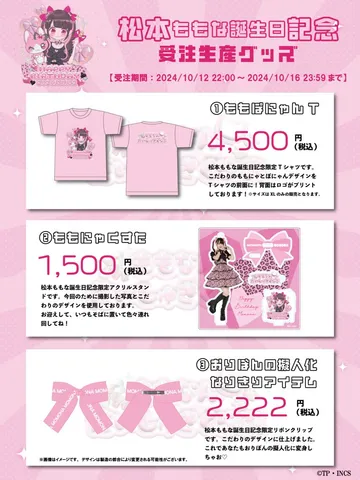 松本ももな誕生日記念
受注生産グッズ
【受注期間：2024/10/12 22:00～2024/10/16 23:59まで】
①ももぽにゃんT
4,500円(税込)
松本ももな誕生日記念限定Tシャツです。
こだわりのももにゃとぽにゃんデザインを
Tシャツの前面に！背面はロゴがプリント
しております！※サイズは XLのみの販売となります。
②ももにゃくすた
1,500円(税込)
松本ももな誕生日記念限定アクリルスタン
ドです。今回のために撮影した写真とこだ
わりのデザインを使用しております。
お迎えして、いつもそばに置いて色々連れ
回してね！
Happy
Birthday
③おりぼんの擬人化
なりきりアイテム
2,222円(税込)
松本ももな誕生日記念限定リボンクリップ
です。こだわりのデザインに仕上げました。
これであなたもおりぼんの擬人化に変身し
ちゃお♡
※画像はイメージです。デザインは製造の都合により変更される可能性がございます。
©TP・INCS